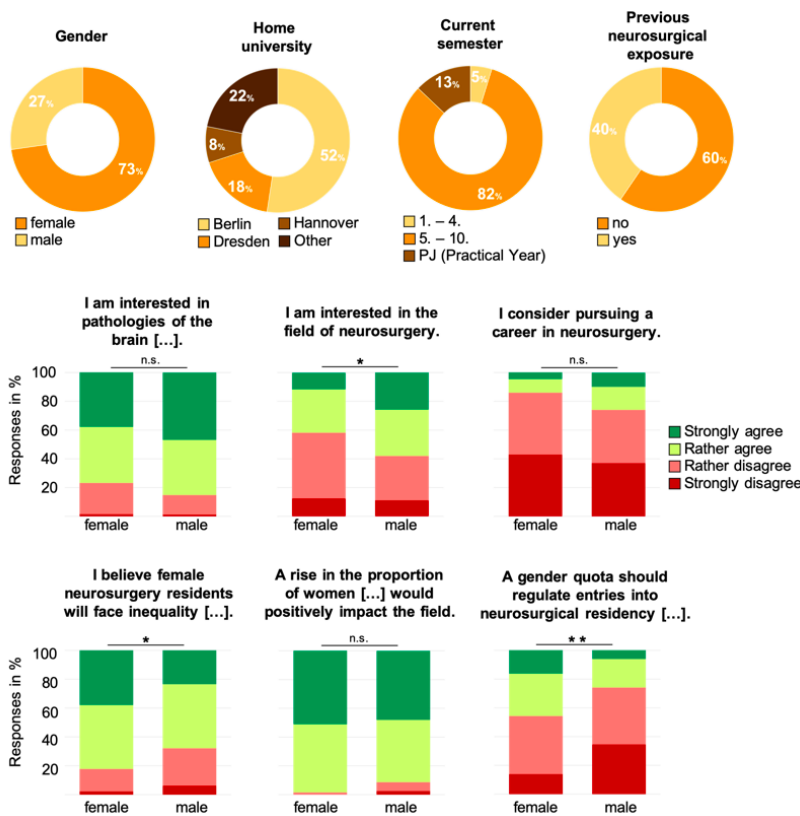 Gender
Home
university
Current
semester
Previous
neurosurgical
exposure
27%
73%
22%
8%
18%
52%
13%
5%
82%
40%
60%
female
male
Berlin
Dresden
Hannover
Other
1. – 4.
5. – 10.
PJ (Practical Year)
no
yes
I am interested in
pathologies of the
brain [...].
I am interested in the
field of neurosurgery.
I consider pursuing a
career in neurosurgery.
n.s.
*
n.s.
Responses in %
100
80
60
40
20
female
male
female
male
female
male
Strongly agree
Rather agree
Rather disagree
Strongly disagree
I believe female
neurosurgery residents
will face inequality [...].
A rise in the proportion
of women [...] would
positively impact the field.
A gender quota should
regulate entries into
neurosurgical residency [...].
*
n.s.
**
Responses in %
100
80
60
40
20
female
male
female
male
female
male